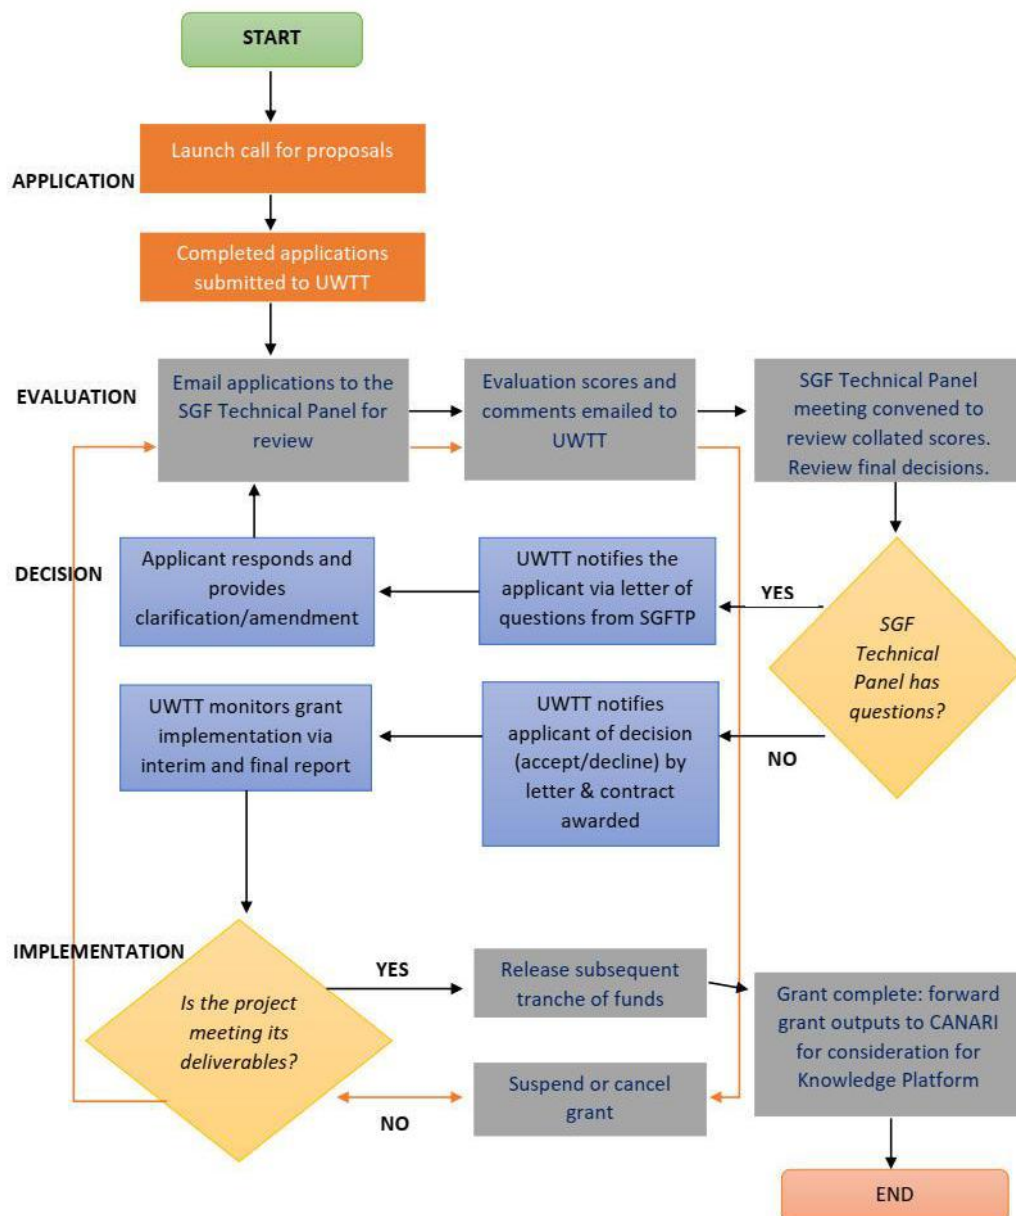 START
Launch call for proposals
APPLICATION
Completed applications
submitted to UWTT
EVALUATION
Email applications to the
SGF Technical Panel for
review
Evaluation scores and
comments emailed to
UWTT
SGF Technical Panel
meeting convened to
review collated scores.
Review final decisions.
DECISION
Applicant responds and
provides
clarification/amendment
UWTT notifies the
applicant via letter of
questions from SGFTP
YES
SGF
Technical
Panel has
questions?
UWTT monitors grant
implementation via
interim and final report
UWTT notifies
applicant of decision
(accept/decline) by
letter & contract
awarded
NO
IMPLEMENTATION
Is the project
meeting its
deliverables?
YES
Release subsequent
tranche of funds
Grant complete: forward
grant outputs to CANARI
for consideration for
Knowledge Platform
Suspend or cancel
grant
NO
END